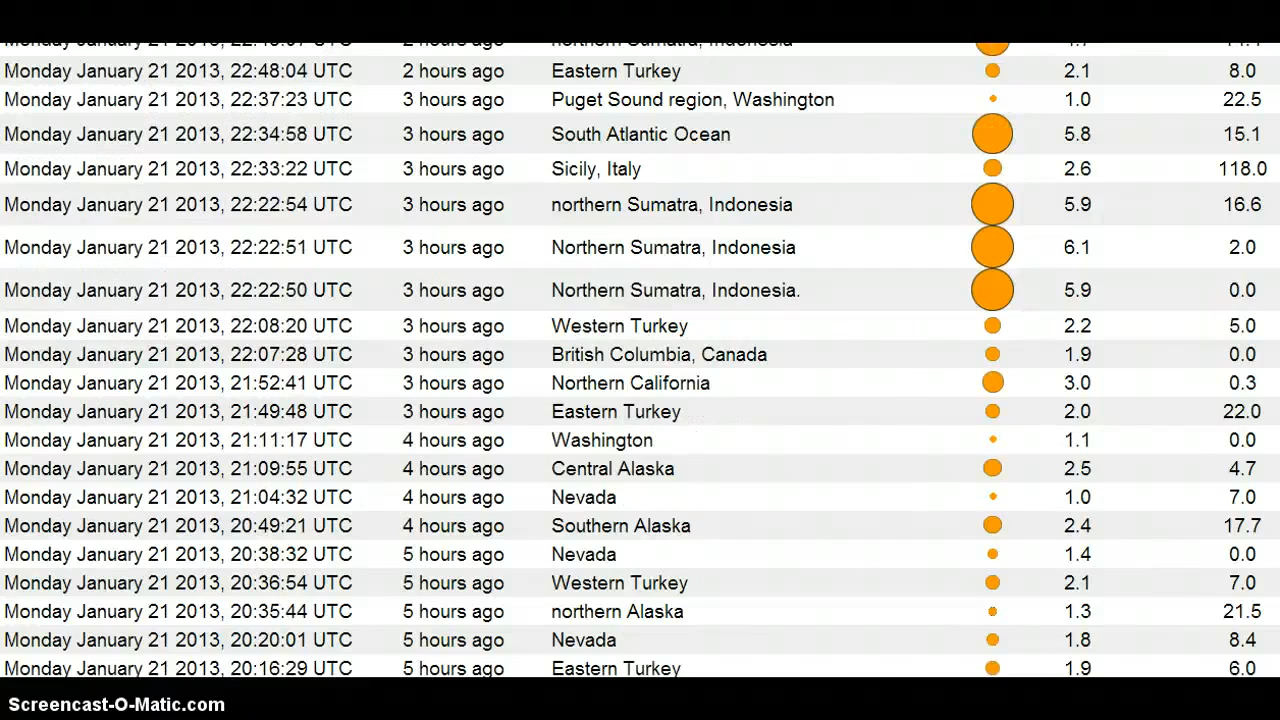 Monday January 21 2013, 22:48:04 UTC 2 hours ago Eastern Turkey 2.1 8.0
Monday January 21 2013, 22:37:23 UTC 3 hours ago Puget Sound region, Washington 1.0 22.5
Monday January 21 2013, 22:34:58 UTC 3 hours ago South Atlantic Ocean 5.8 15.1
Monday January 21 2013, 22:33:22 UTC 3 hours ago Sicily, Italy 2.6 118.0
Monday January 21 2013, 22:22:54 UTC 3 hours ago northern Sumatra, Indonesia 5.9 16.6
Monday January 21 2013, 22:22:51 UTC 3 hours ago Northern Sumatra, Indonesia 6.1 2.0
Monday January 21 2013, 22:22:50 UTC 3 hours ago Northern Sumatra, Indonesia. 5.9 0.0
Monday January 21 2013, 22:08:20 UTC 3 hours ago Western Turkey 2.2 5.0
Monday January 21 2013, 22:07:28 UTC 3 hours ago British Columbia, Canada 1.9 0.0
Monday January 21 2013, 21:52:41 UTC 3 hours ago Northern California 3.0 0.3
Monday January 21 2013, 21:49:48 UTC 3 hours ago Eastern Turkey 2.0 22.0
Monday January 21 2013, 21:11:17 UTC 4 hours ago Washington 1.1 0.0
Monday January 21 2013, 21:09:55 UTC 4 hours ago Central Alaska 2.5 4.7
Monday January 21 2013, 21:04:32 UTC 4 hours ago Nevada 1.0 7.0
Monday January 21 2013, 20:49:21 UTC 4 hours ago Southern Alaska 2.4 17.7
Monday January 21 2013, 20:38:32 UTC 5 hours ago Nevada 1.4 0.0
Monday January 21 2013, 20:36:54 UTC 5 hours ago Western Turkey 2.1 7.0
Monday January 21 2013, 20:35:44 UTC 5 hours ago northern Alaska 1.3 21.5
Monday January 21 2013, 20:20:01 UTC 5 hours ago Nevada 1.8 8.4
Monday January 21 2013, 20:16:29 UTC 5 hours ago Eastern Turkey 1.9 6.0
Screencast-O-Matic.com